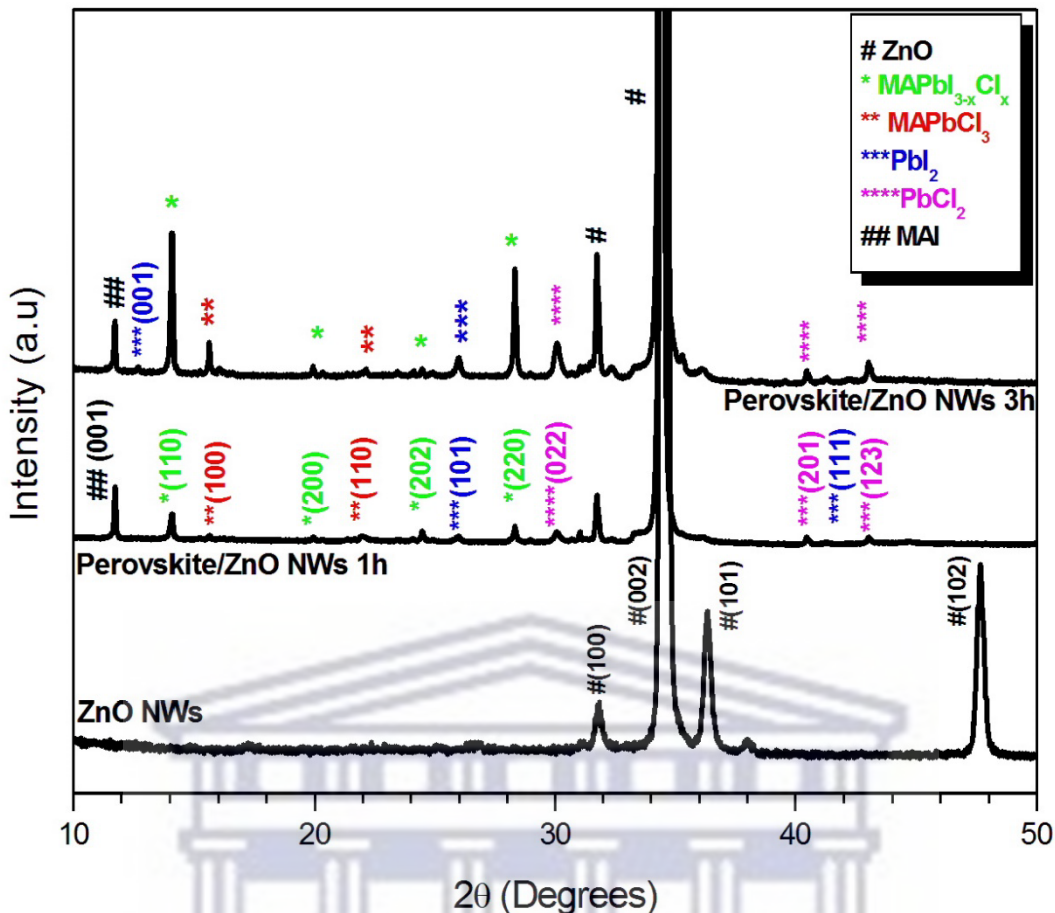 # ZnO
* MAPbI3-xClx
** MAPbCl3
***PbI2
****PbCl2
## MAI
#
*
##
***(001)
**
*
**
*
***
*
****
#
****
****
Perovskite/ZnO NWs 3h
## (001)
*(110)
**(100)
*(200)
**(110)
*(202)
***(101)
*(220)
****(022)
***(201)
***(111)
***(123)
Perovskite/ZnO NWs 1h
#(100)
#(002)
#(101)
#(102)
ZnO NWs
Intensity (a.u)
10 20 30 40 50
2θ (Degrees)